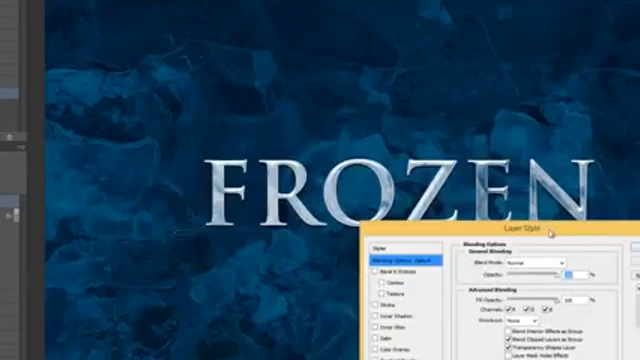 FROZEN
Layer Style
Styles
Blending Options: Default
Bevel & Emboss
Contour
Texture
Stroke
Inner Shadow
Inner Glow
Satin
Color Overlay
Blending Options
General Blending
Blend Mode: Normal
Opacity: %
Advanced Blending
Fill Opacity: 100 %
Channels: R G B
Knockout: None
Blend Interior Effects as Group
Blend Clipped Layers as Group
Transparency Shapes Layer
Layer Mask Hides Effects